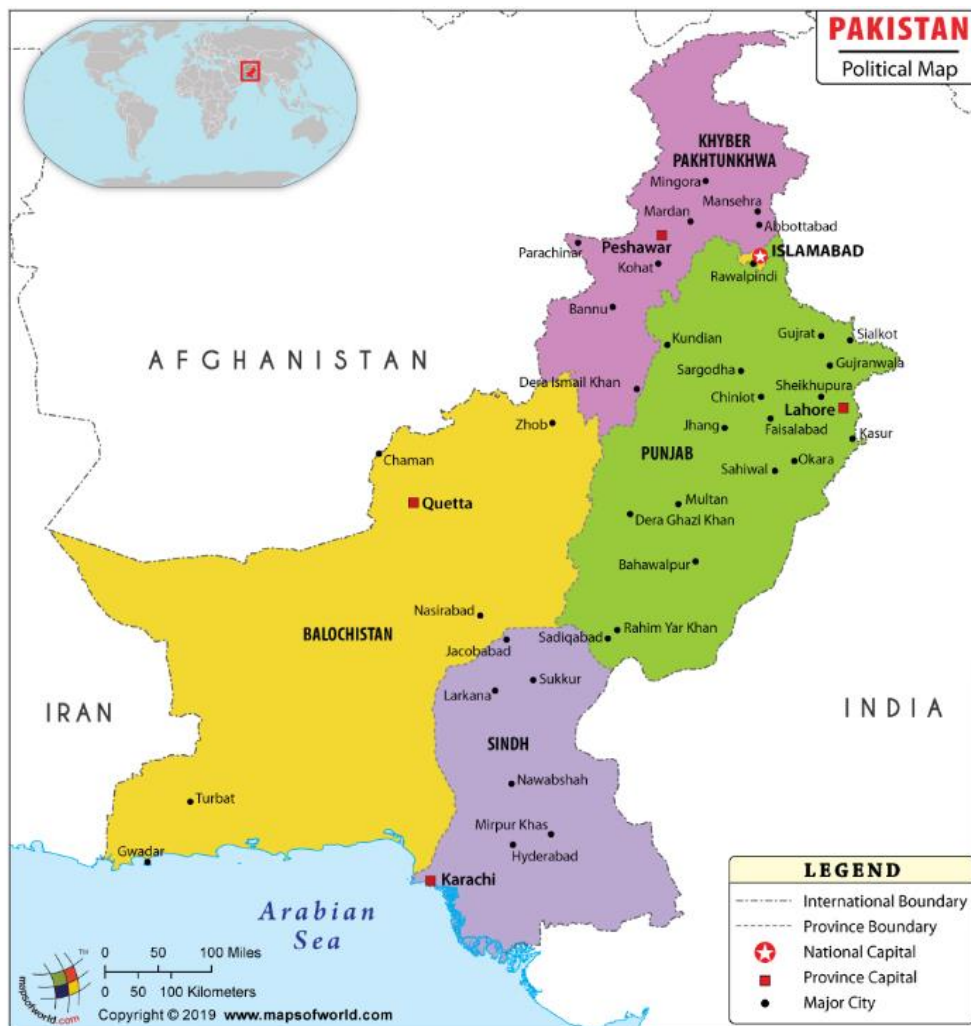 PAKISTAN
Political Map
KHYBER
PAKHTUNKHWA
Mingora
Mansehra
Mardan
Abbottabad
Parachinar
Peshawar
ISLAMABAD
Kohat
Rawalpindi
Bannu
AFGHANISTAN
Kundian
Gujrat
Sialkot
Sargodha
Gujranwala
Dera Ismail Khan
Sheikhupura
Chiniot
Lahore
Zhob
Jhang
Faisalabad
Kasur
Chaman
PUNJAB
Okara
Sahiwal
Quetta
Multan
Dera Ghazi Khan
Bahawalpur
Nasirabad
BALOCHISTAN
Rahim Yar Khan
Sadiqabad
Jacobabad
Sukkur
Larkana
IRAN
INDIA
SINDH
Nawabshah
Turbat
Mirpur Khas
Gwadar
Hyderabad
Karachi
Arabian
Sea
LEGEND
International Boundary
Province Boundary
National Capital
Province Capital
Major City
TM
0 50 100 Miles
0 50 100 Kilometers
mapsofworld.com
Copyright © 2019 www.mapsofworld.com